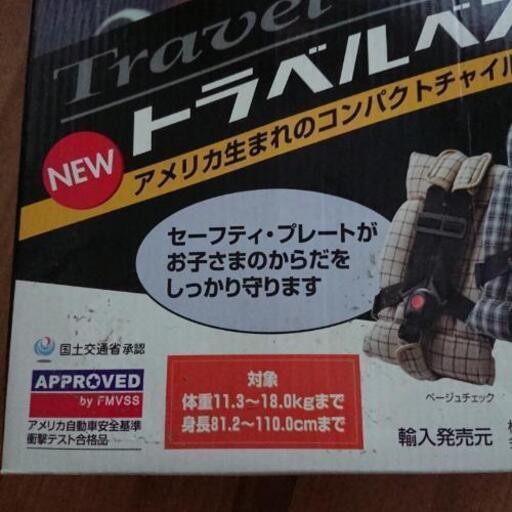 Travel
トラベルベス
NEW
アメリカ生まれのコンパクトチャイル
セーフティ・プレートが
お子さまのからだを
しっかり守ります
国土交通省承認
APPROVED
by FMVSS
アメリカ自動車安全基準
衝撃テスト合格品
対象
体重11.3～18.0kgまで
身長81.2～110.0cmまで
ベージュチェック
輸入発売元